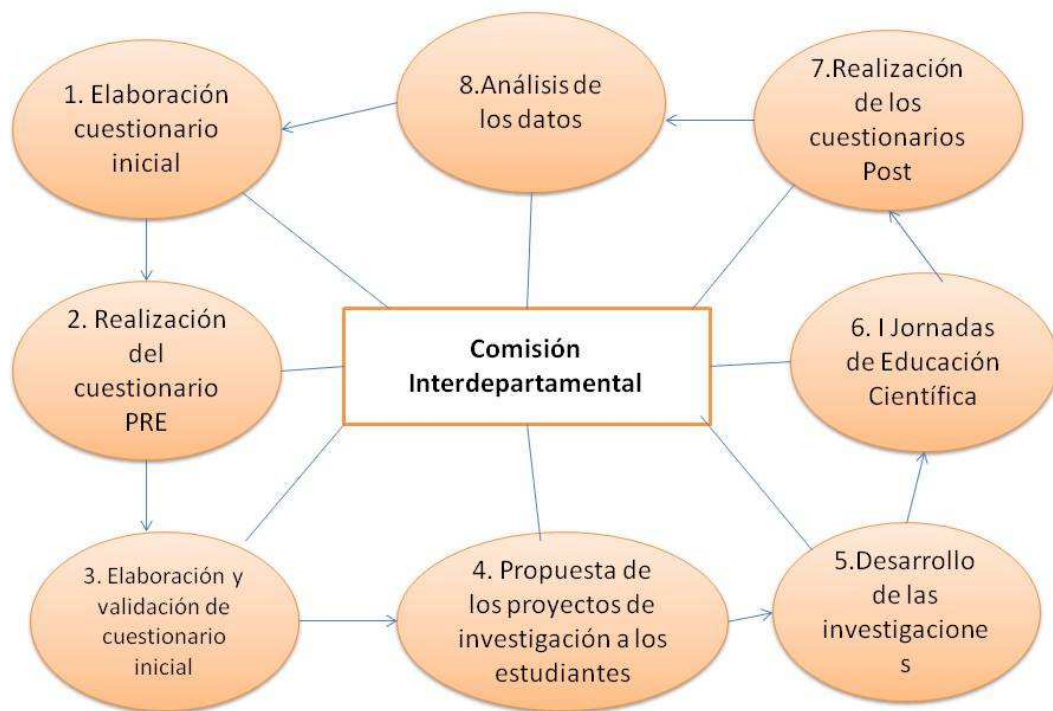 1. Elaboración
cuestionario
inicial
2. Realización
del
cuestionario
PRE
3. Elaboración y
validación de
cuestionario
inicial
4. Propuesta de
los proyectos de
investigación a los
estudiantes
5.Desarrollo
de las
investigacione
s
6. I Jornadas
de Educación
Científica
7.Realización
de los
cuestionarios
Post
8.Análisis de
los datos
Comisión
Interdepartamental